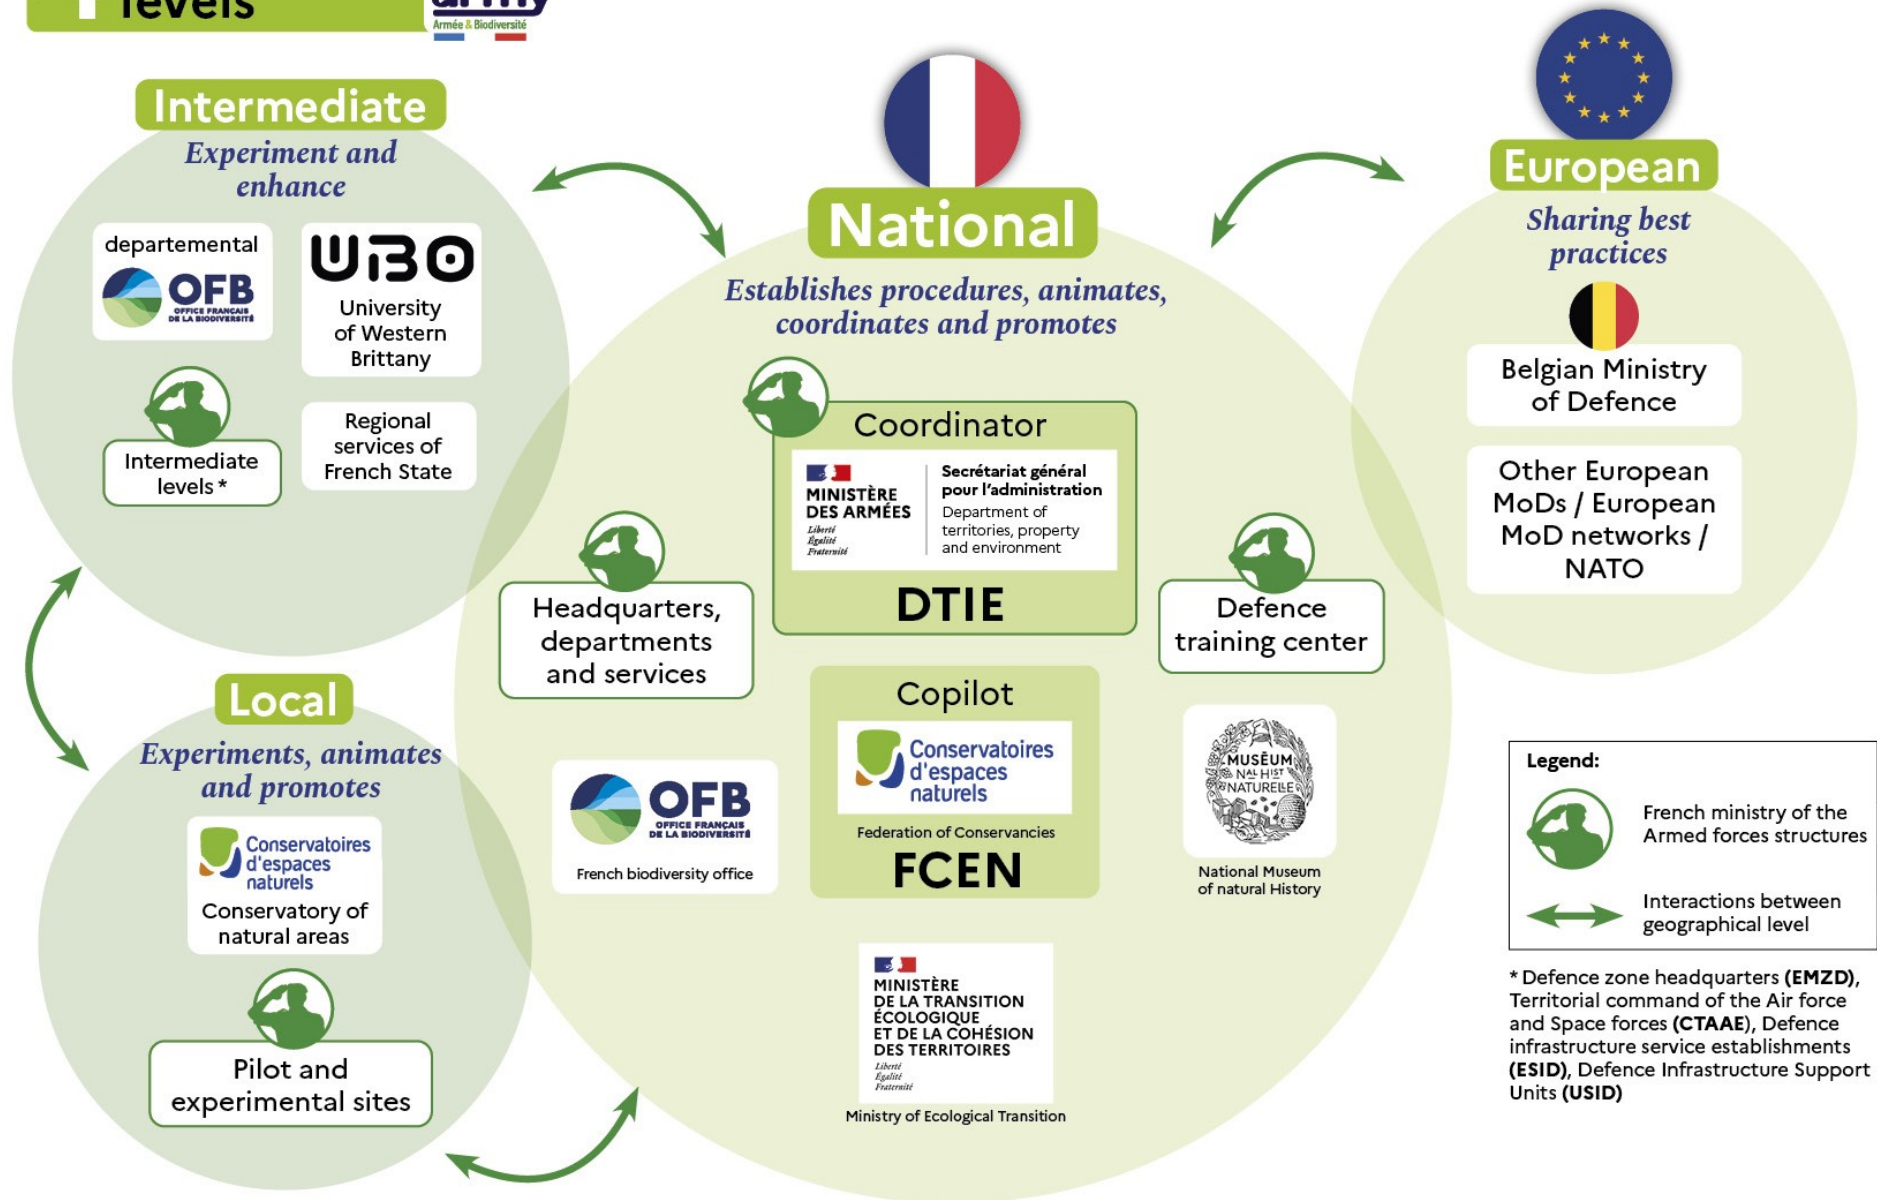 levels
army
Armée & Biodiversité
Intermediate
Experiment and
enhance
departemental
OFB
OFFICE FRANÇAIS
DE LA BIODIVERSITÉ
UBO
University
of Western
Brittany
Intermediate
levels *
Regional
services of
French State
Local
Experiments, animates
and promotes
Conservatoires
d'espaces
naturels
Conservatory of
natural areas
Pilot and
experimental sites
National
Establishes procedures, animates,
coordinates and promotes
Coordinator
MINISTÈRE
DES ARMÉES
Liberté
Égalité
Fraternité
Secrétariat général
pour l'administration
Department of
territories, property
and environment
DTIE
Headquarters,
departments
and services
Defence
training center
Copilot
Conservatoires
d'espaces
naturels
Federation of Conservancies
FCEN
OFB
OFFICE FRANÇAIS
DE LA BIODIVERSITÉ
French biodiversity office
MUSÉUM
NAL HIST
NATURELLE
National Museum
of natural History
MINISTÈRE
DE LA TRANSITION
ÉCOLOGIQUE
ET DE LA COHÉSION
DES TERRITOIRES
Liberté
Égalité
Fraternité
Ministry of Ecological Transition
European
Sharing best
practices
Belgian Ministry
of Defence
Other European
MoDs / European
MoD networks /
NATO
Legend:
French ministry of the
Armed forces structures
Interactions between
geographical level
* Defence zone headquarters (EMZD),
Territorial command of the Air force
and Space forces (CTAAE), Defence
infrastructure service establishments
(ESID), Defence Infrastructure Support
Units (USID)